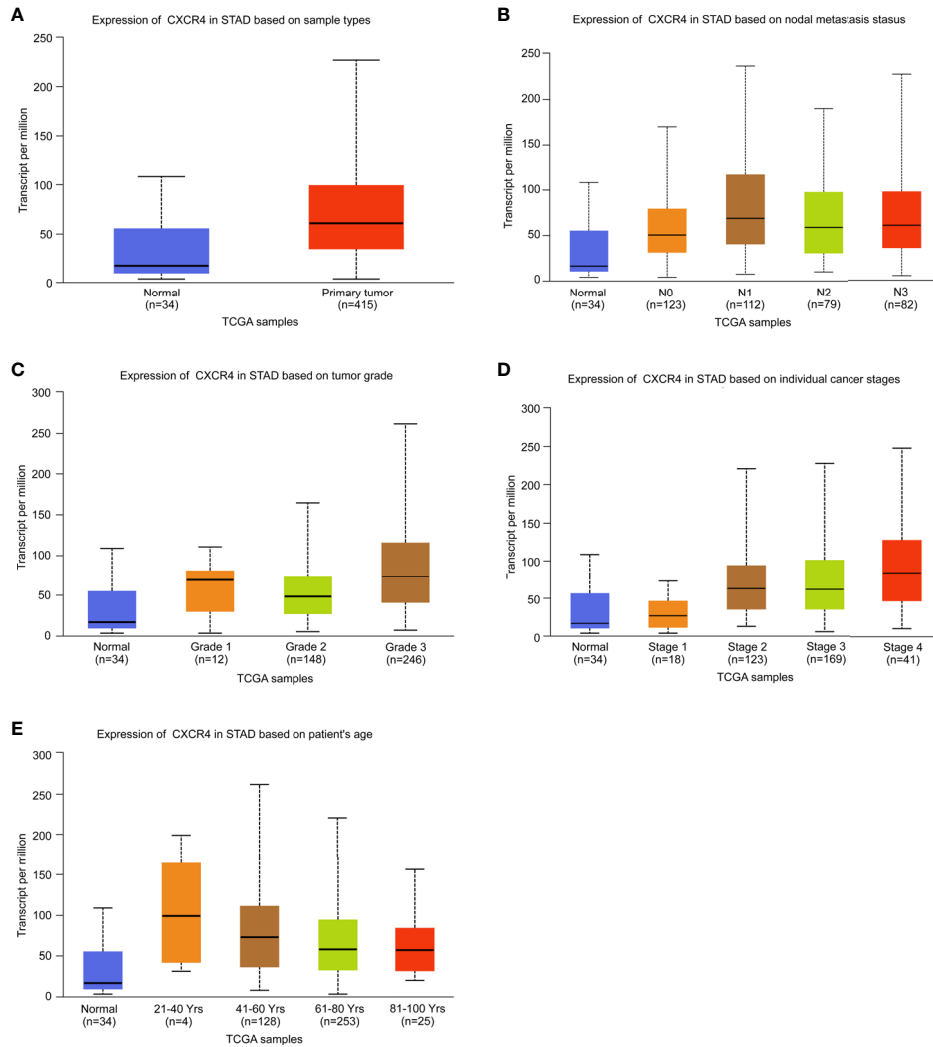 A
Expression of CXCR4 in STAD based on sample types
Transcript per million
250
200
150
100
50
0
Normal
(n=34)
Primary tumor
(n=415)
TCGA samples
B
Expression of CXCR4 in STAD based on nodal metastasis stasus
Transcript per million
250
200
150
100
50
0
Normal
(n=34)
N0
(n=123)
N1
(n=112)
N2
(n=79)
N3
(n=82)
TCGA samples
C
Expression of CXCR4 in STAD based on tumor grade
Transcript per million
300
250
200
150
100
50
0
Normal
(n=34)
Grade 1
(n=12)
Grade 2
(n=148)
Grade 3
(n=246)
TCGA samples
D
Expression of CXCR4 in STAD based on individual cancer stages
Transcript per million
300
250
200
150
100
50
0
Normal
(n=34)
Stage 1
(n=18)
Stage 2
(n=123)
Stage 3
(n=169)
Stage 4
(n=41)
TCGA samples
E
Expression of CXCR4 in STAD based on patient's age
Transcript per million
300
250
200
150
100
50
0
Normal
(n=34)
21-40 Yrs
(n=4)
41-60 Yrs
(n=128)
61-80 Yrs
(n=253)
81-100 Yrs
(n=25)
TCGA samples